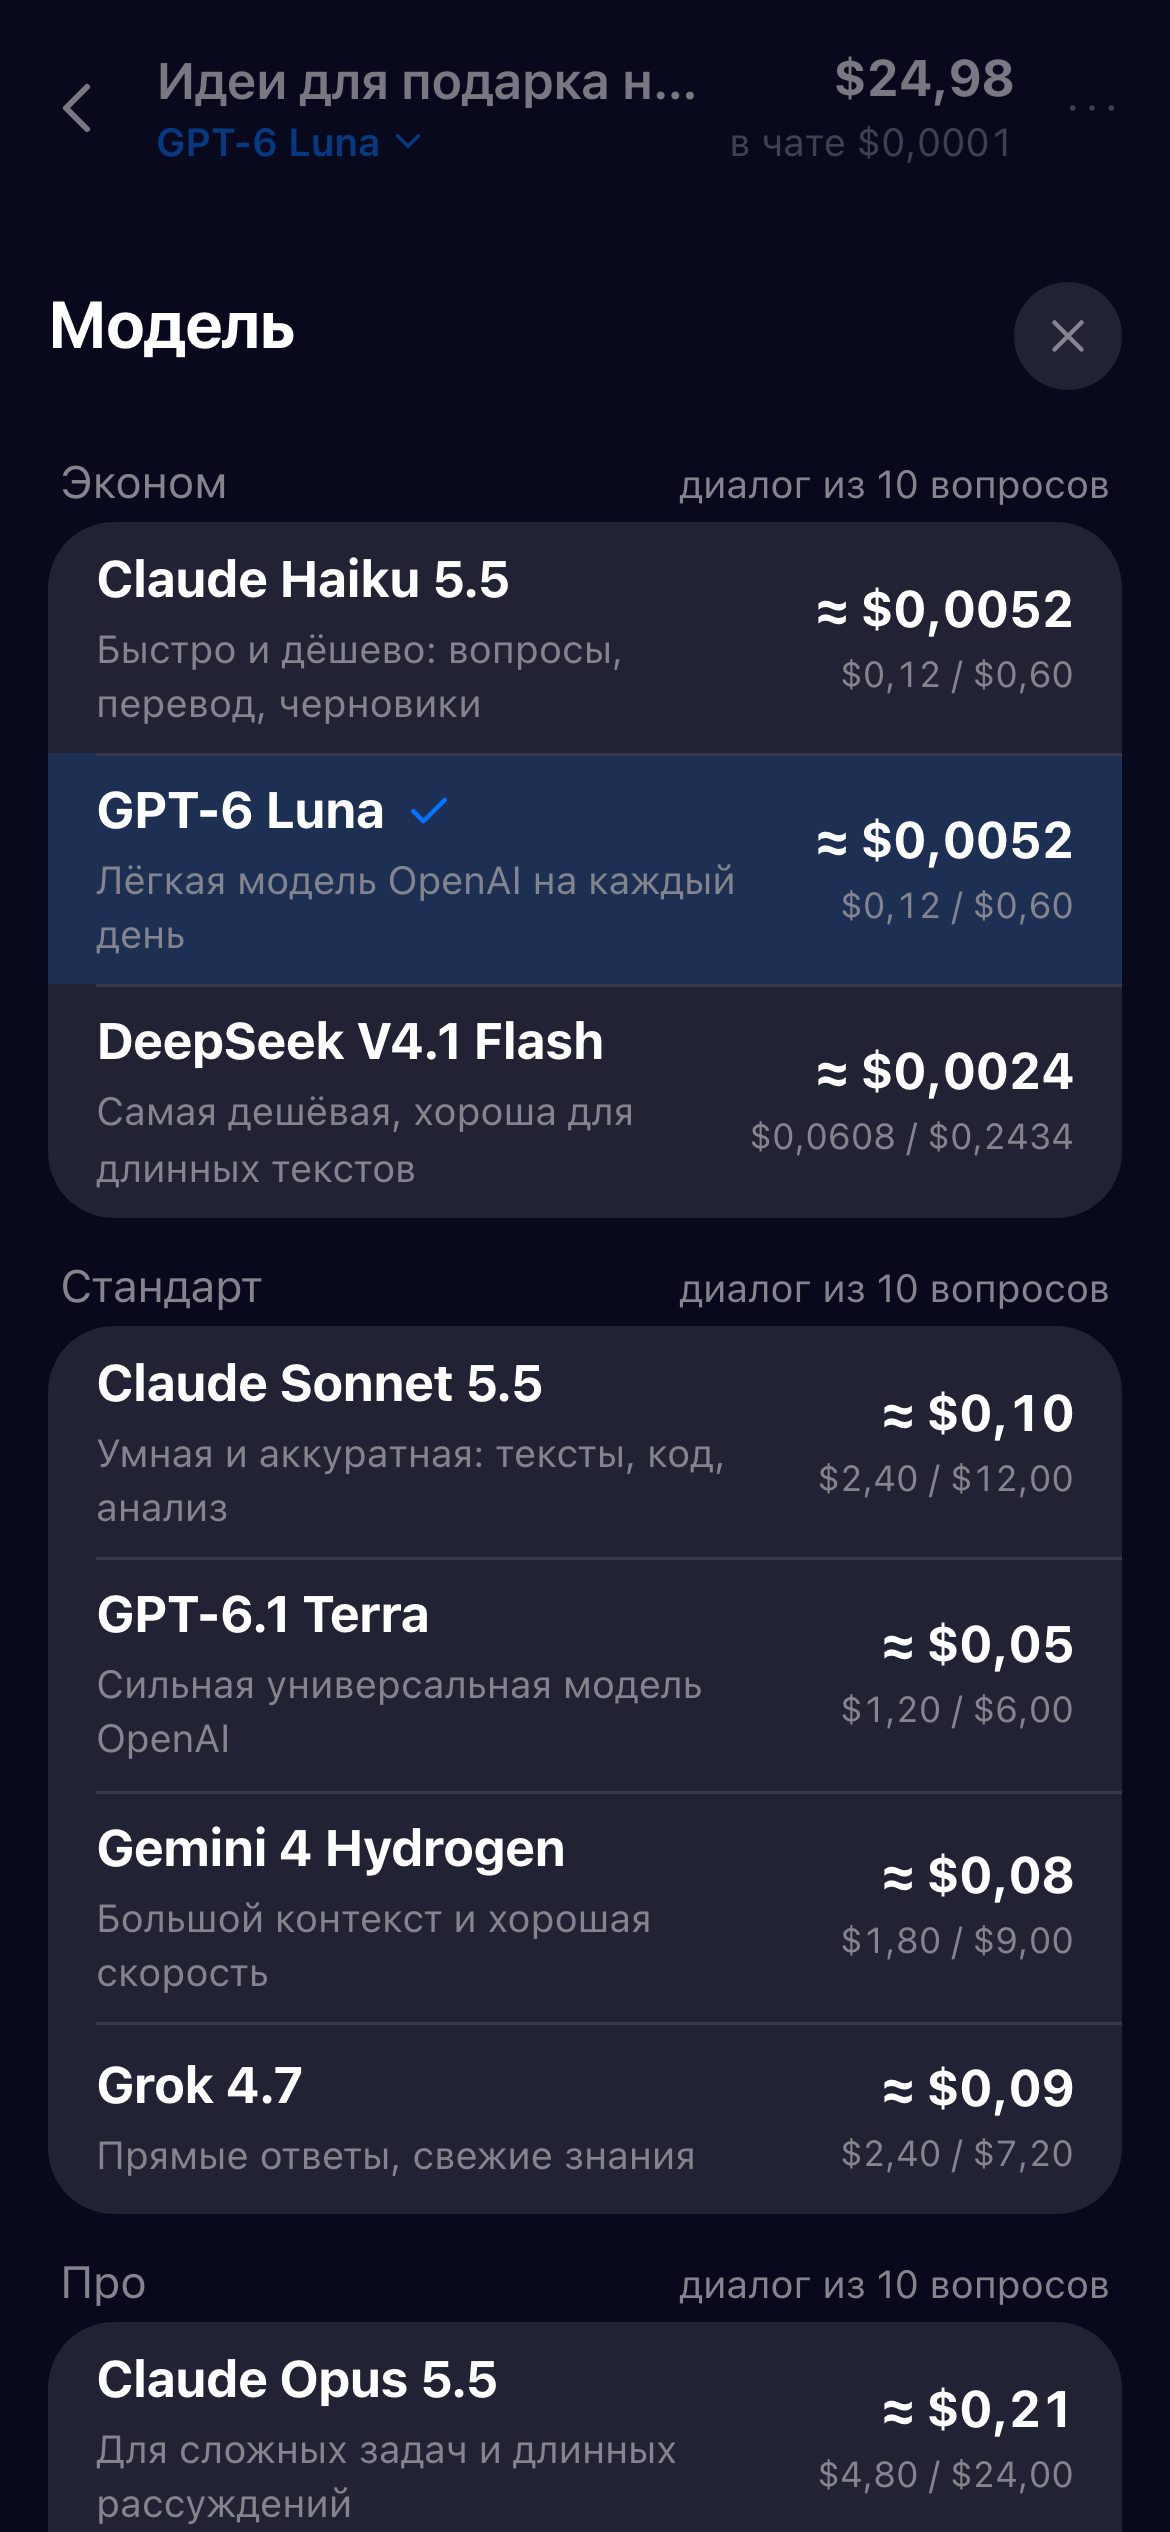 Идеи для подарка н...
$24,98
GPT-6 Luna
в чате $0,0001
Модель
Эконом
диалог из 10 вопросов
Claude Haiku 5.5
≈ $0,0052
Быстро и дёшево: вопросы,
перевод, черновики
$0,12 / $0,60
GPT-6 Luna
≈ $0,0052
Лёгкая модель OpenAI на каждый
день
$0,12 / $0,60
DeepSeek V4.1 Flash
≈ $0,0024
Самая дешёвая, хороша для
длинных текстов
$0,0608 / $0,2434
Стандарт
диалог из 10 вопросов
Claude Sonnet 5.5
≈ $0,10
Умная и аккуратная: тексты, код,
анализ
$2,40 / $12,00
GPT-6.1 Terra
≈ $0,05
Сильная универсальная модель
OpenAI
$1,20 / $6,00
Gemini 4 Hydrogen
≈ $0,08
Большой контекст и хорошая
скорость
$1,80 / $9,00
Grok 4.7
≈ $0,09
Прямые ответы, свежие знания
$2,40 / $7,20
Про
диалог из 10 вопросов
Claude Opus 5.5
≈ $0,21
Для сложных задач и длинных
рассуждений
$4,80 / $24,00